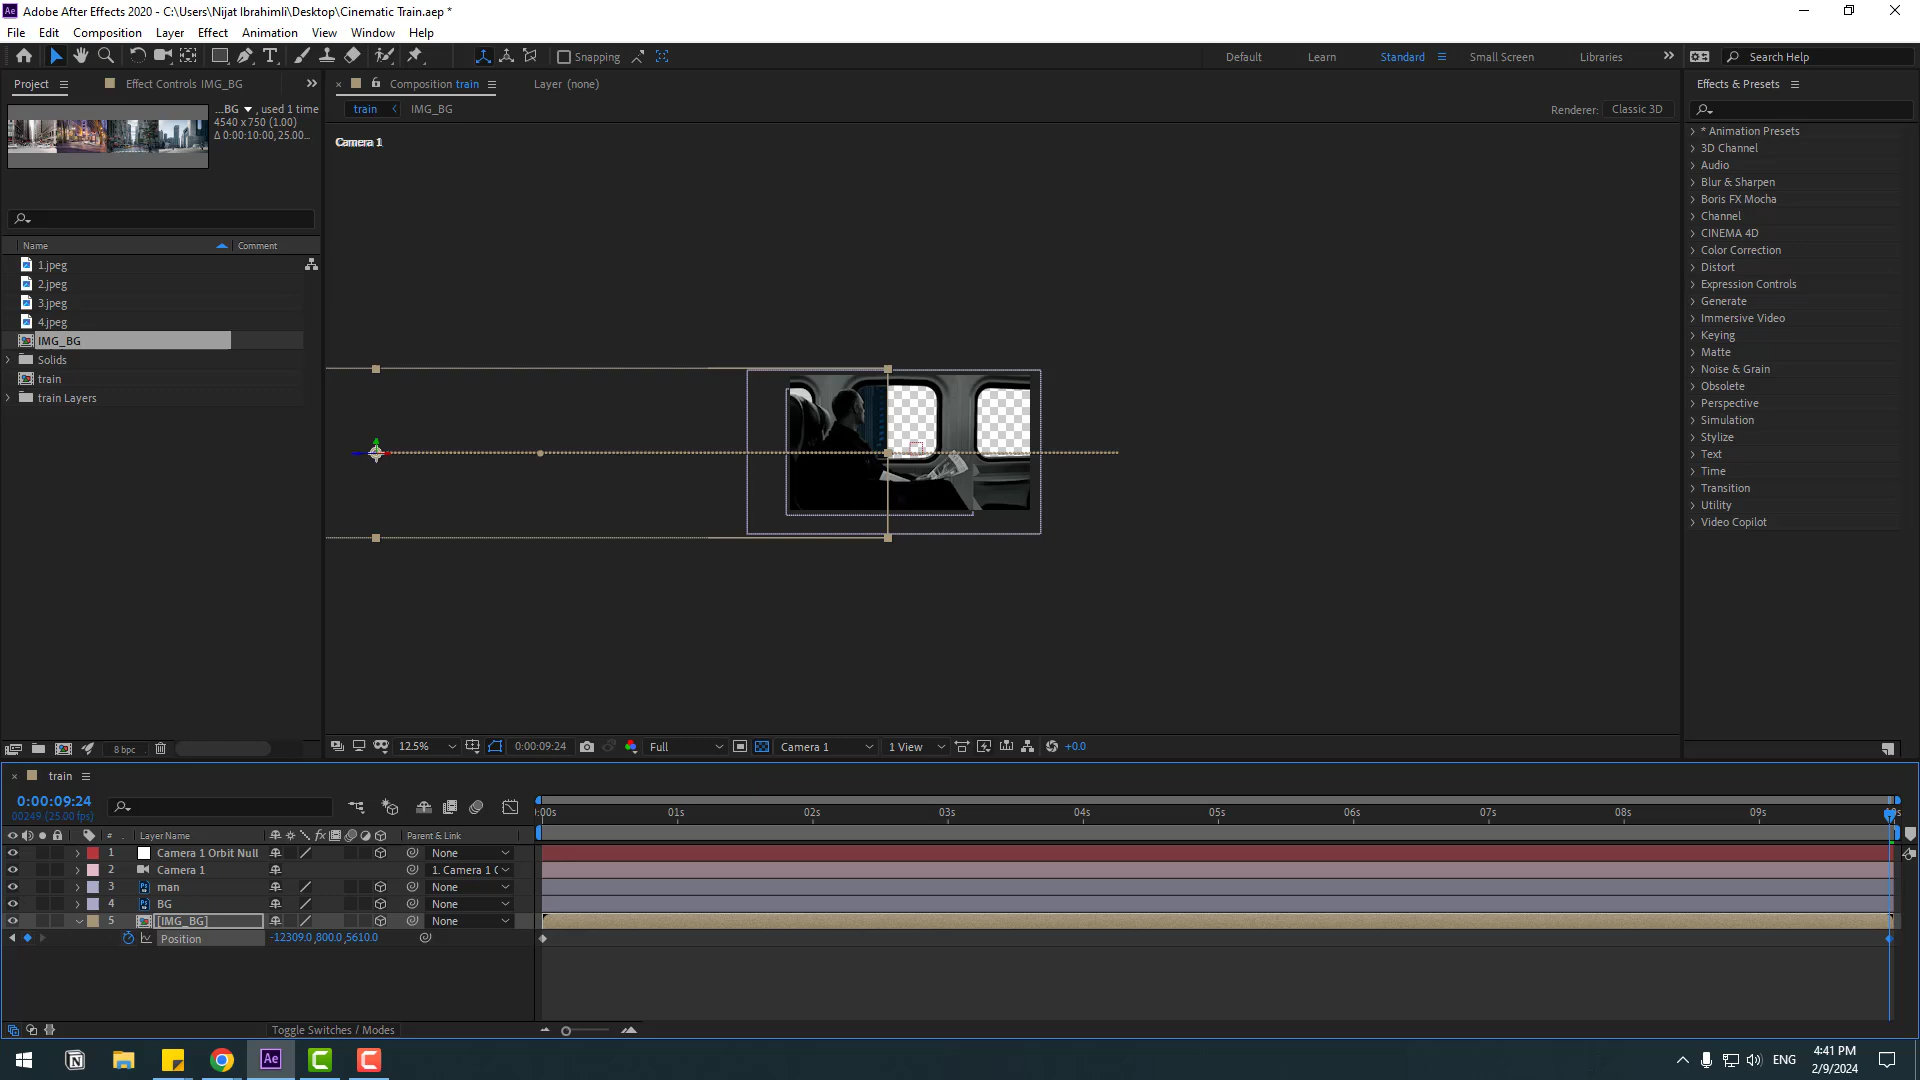 Adobe After Effects 2020 - C:\Users\Nijat Ibrahimli\Desktop\Cinematic Train.aep *
File Edit Composition Layer Effect Animation View Window Help
Snapping
Default Learn Standard Small Screen Libraries
Search Help
Project
Effect Controls IMG_BG
Composition train
Layer (none)
Effects & Presets
train IMG_BG
Renderer: Classic 3D
...BG , used 1 time
4540 x 750 (1.00)
Δ 0:00:10:00, 25.00...
Camera 1
Name Comment
1.jpeg
2.jpeg
3.jpeg
4.jpeg
IMG_BG
Solids
train
train Layers
* Animation Presets
3D Channel
Audio
Blur & Sharpen
Boris FX Mocha
Channel
CINEMA 4D
Color Correction
Distort
Expression Controls
Generate
Immersive Video
Keying
Matte
Noise & Grain
Obsolete
Perspective
Simulation
Stylize
Text
Time
Transition
Utility
Video Copilot
8 bpc
12.5% 0:00:09:24 Full Camera 1 1 View +0.0
train
0:00:09:24
00249 (25.00 fps)
:00s 01s 02s 03s 04s 05s 06s 07s 08s 09s
# Layer Name fx Parent & Link
1 Camera 1 Orbit Null None
2 Camera 1 1. Camera 1 O
3 man None
4 BG None
5 [IMG_BG] None
Position -12309.0,800.0,5610.0
Toggle Switches / Modes
Ae
ENG
4:41 PM
2/9/2024